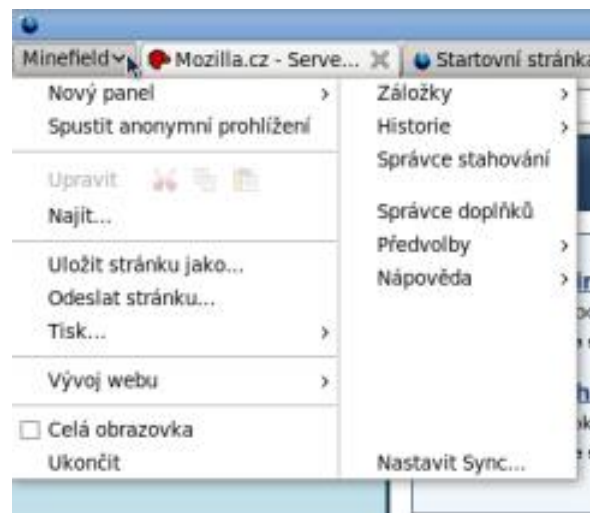 Minefield
Mozilla.cz - Serve...
Startovní stránka
Nový panel
Spustit anonymní prohlížení
Upravit
Najít...
Uložit stránku jako...
Odeslat stránku...
Tisk...
Vývoj webu
Celá obrazovka
Ukončit
Záložky
Historie
Správce stahování
Správce doplňků
Předvolby
Nápověda
Nastavit Sync...